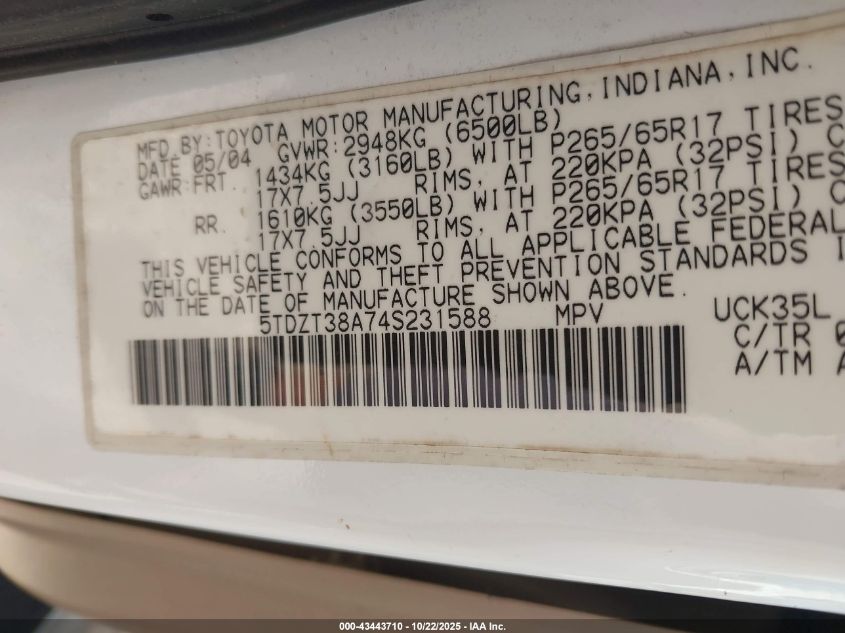 MFD BY:TOYOTA MOTOR MANUFACTURING, INDIANA, INC.
DATE 05/04 GVWR:2948KG (6500LB)
GAWR:FRT. 1434KG (3160LB) WITH P265/65R17 TIRES
17X7.5JJ RIMS, AT 220KPA (32PSI) C
RR. 1610KG (3550LB) WITH P265/65R17 TIRES
17X7.5JJ RIMS, AT 220KPA (32PSI) C
THIS VEHICLE CONFORMS TO ALL APPLICABLE FEDERAL
VEHICLE SAFETY AND THEFT PREVENTION STANDARDS I
ON THE DATE OF MANUFACTURE SHOWN ABOVE.
5TDZT38A74S231588 MPV UCK35L
C/TR 0
A/TM A
000-43443710 - 10/22/2025 - IAA Inc.